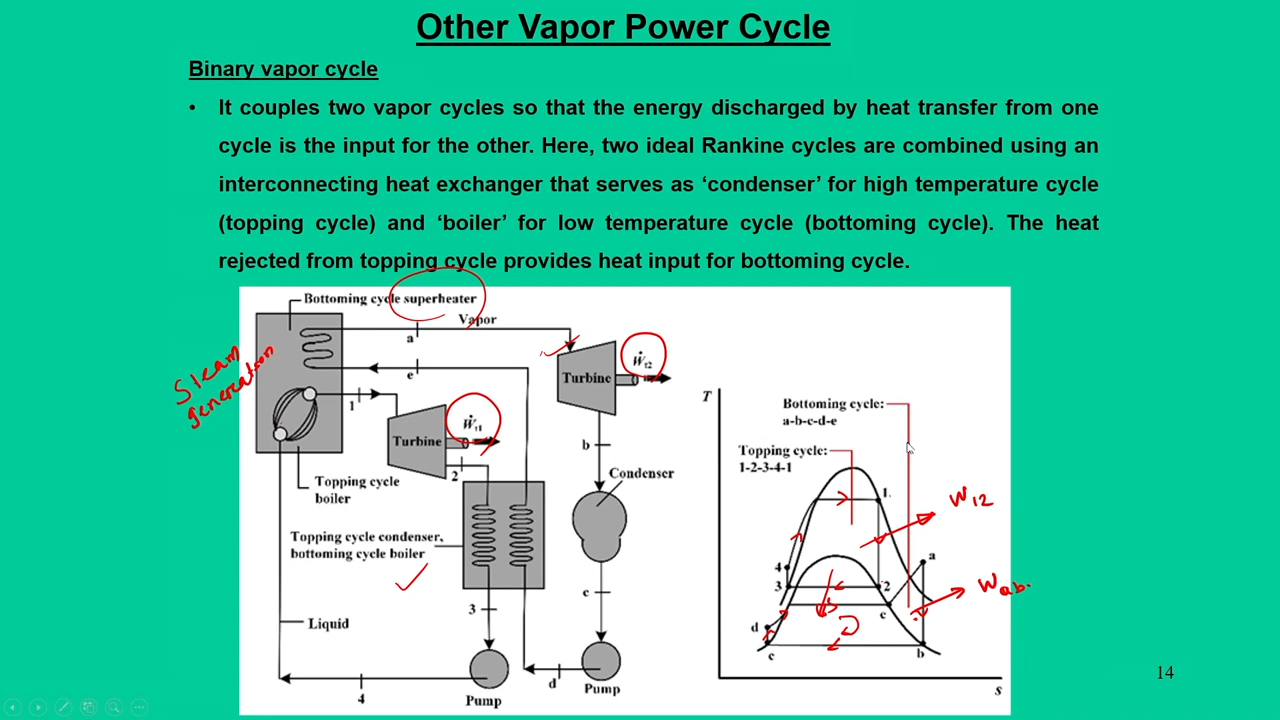 Other Vapor Power Cycle
Binary vapor cycle
• It couples two vapor cycles so that the energy discharged by heat transfer from one
cycle is the input for the other. Here, two ideal Rankine cycles are combined using an
interconnecting heat exchanger that serves as ‘condenser’ for high temperature cycle
(topping cycle) and ‘boiler’ for low temperature cycle (bottoming cycle). The heat
rejected from topping cycle provides heat input for bottoming cycle.
Bottoming cycle superheater
Vapor
a
e
Steam
generation
1
Turbine
Ẇt2
Turbine
Ẇt1
2
b
Condenser
Topping cycle
boiler
Topping cycle condenser,
bottoming cycle boiler
3
c
Liquid
4
Pump
d
Pump
T
Bottoming cycle:
a-b-c-d-e
Topping cycle:
1-2-3-4-1
1
W12
a
4
3
2
Wab.
e
d
c
b
s
14